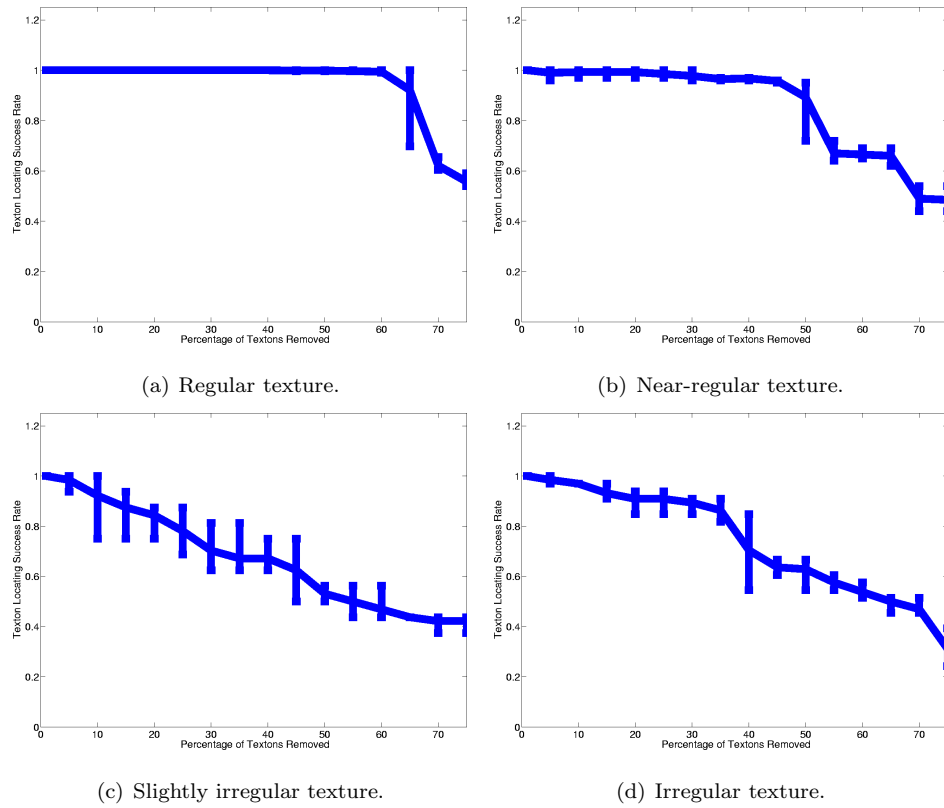 1.2
1
0.8
0.6
0.4
0.2
0
Texton Locating Success Rate
0 10 20 30 40 50 60 70
Percentage of Textons Removed
(a) Regular texture.
1.2
1
0.8
0.6
0.4
0.2
0
Texton Locating Success Rate
0 10 20 30 40 50 60 70
Percentage of Textons Removed
(b) Near-regular texture.
1.2
1
0.8
0.6
0.4
0.2
0
Texton Locating Success Rate
0 10 20 30 40 50 60 70
Percentage of Textons Removed
(c) Slightly irregular texture.
1.2
1
0.8
0.6
0.4
0.2
0
Texton Locating Success Rate
0 10 20 30 40 50 60 70
Percentage of Textons Removed
(d) Irregular texture.